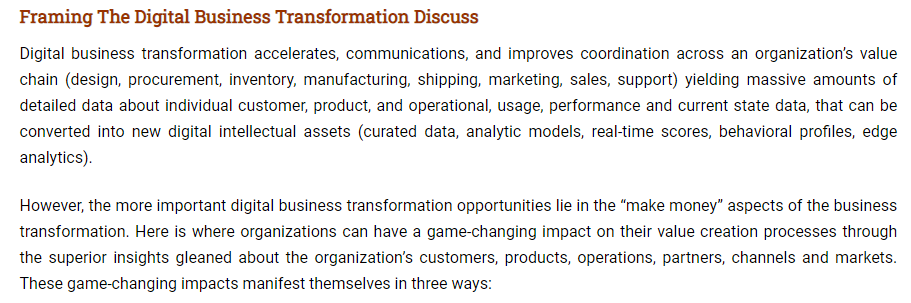 Framing The Digital Business Transformation Discuss
Digital business transformation accelerates, communications, and improves coordination across an organization's value
chain (design, procurement, inventory, manufacturing, shipping, marketing, sales, support) yielding massive amounts of
detailed data about individual customer, product, and operational, usage, performance and current state data, that can be
converted into new digital intellectual assets (curated data, analytic models, real-time scores, behavioral profiles, edge
analytics).
However, the more important digital business transformation opportunities lie in the “make money” aspects of the business
transformation. Here is where organizations can have a game-changing impact on their value creation processes through
the superior insights gleaned about the organization's customers, products, operations, partners, channels and markets.
These game-changing impacts manifest themselves in three ways: